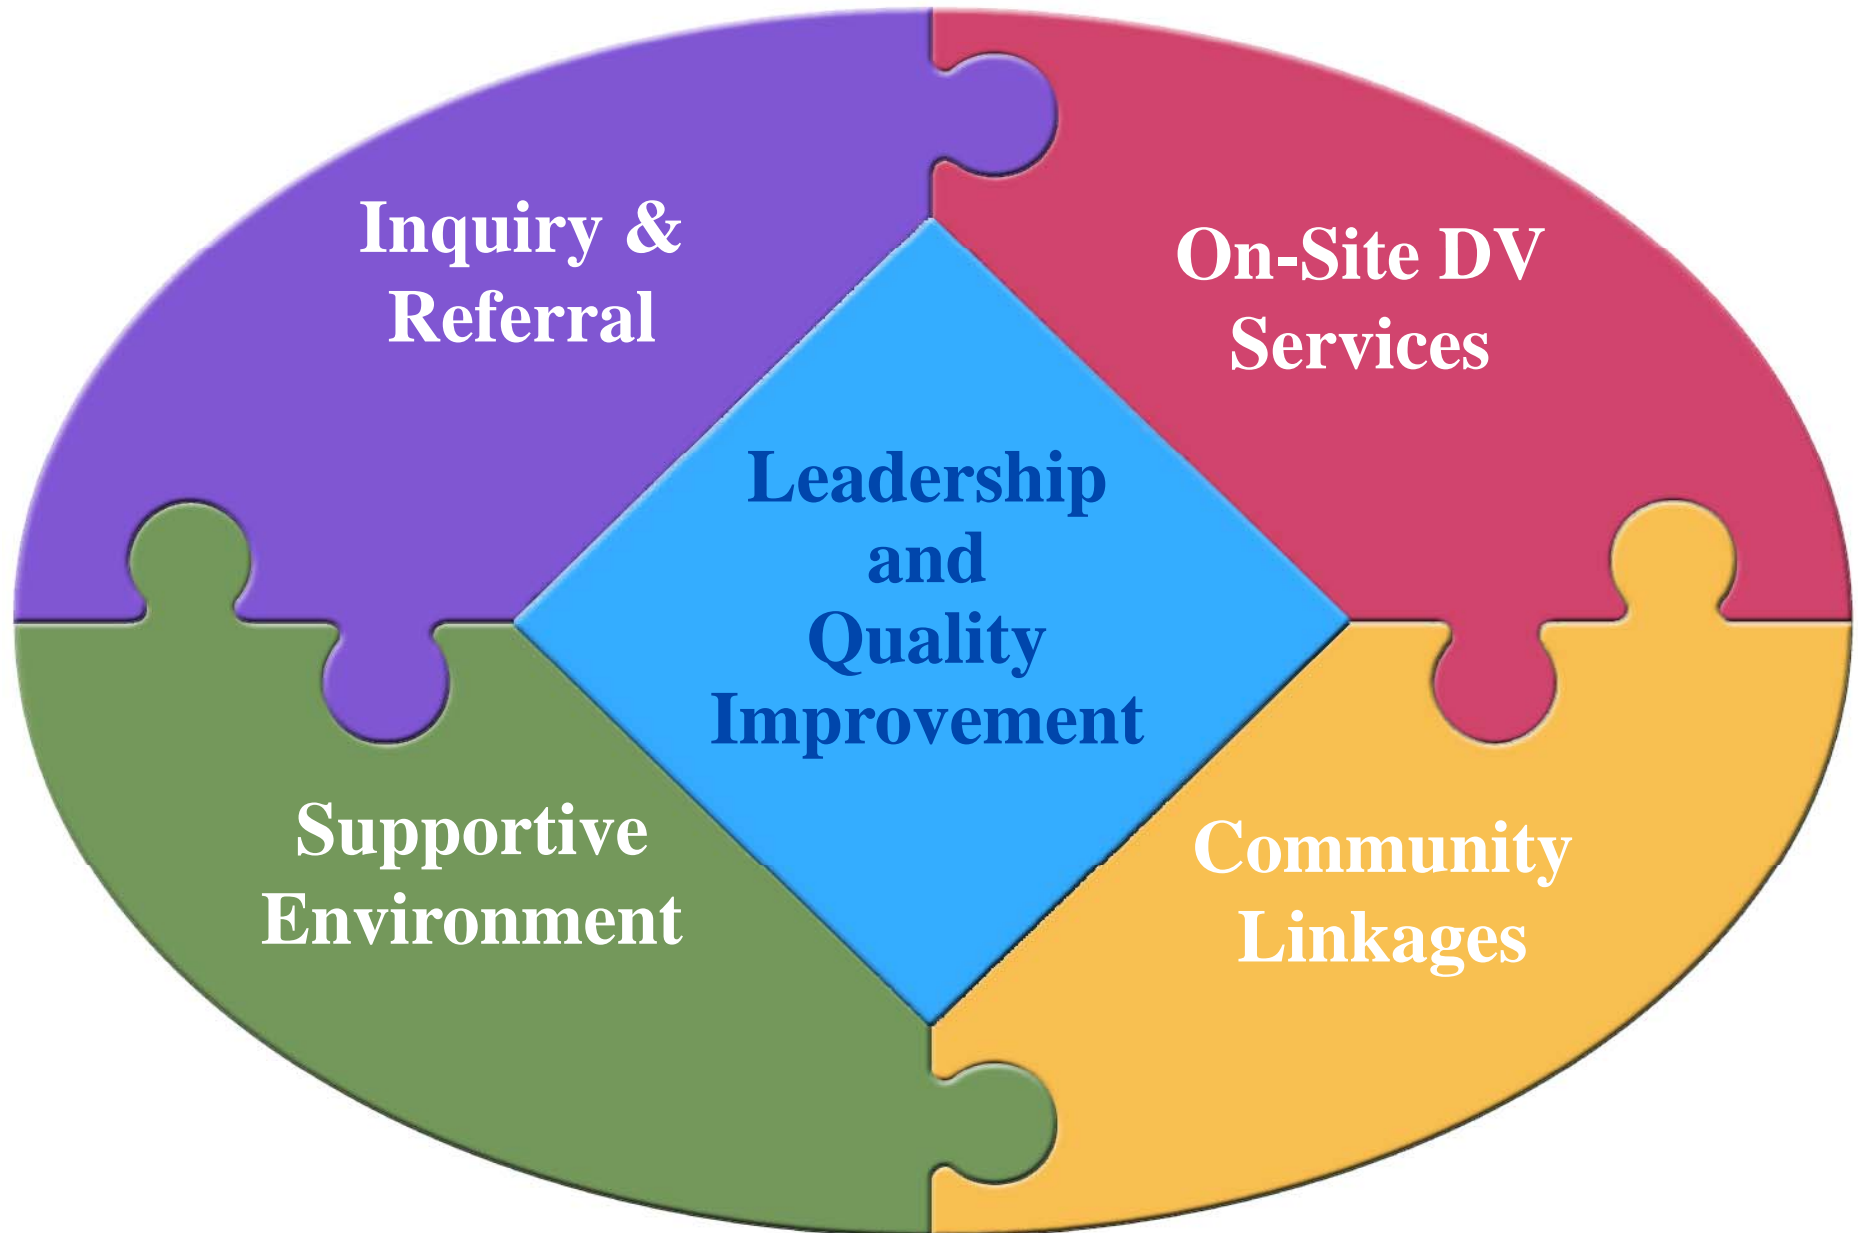 Inquiry &
Referral
On-Site DV
Services
Leadership
and
Quality
Improvement
Supportive
Environment
Community
Linkages